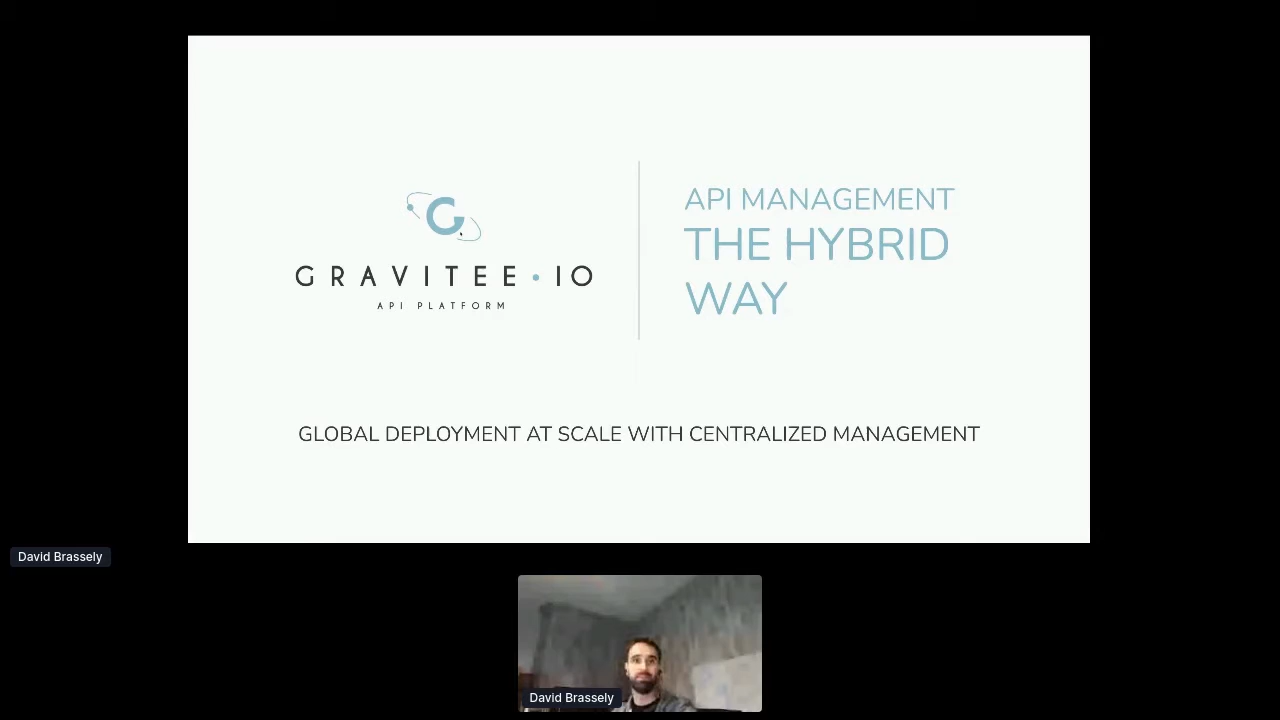 GRAVITEE·IO
API PLATFORM
API MANAGEMENT
THE HYBRID
WAY
GLOBAL DEPLOYMENT AT SCALE WITH CENTRALIZED MANAGEMENT
David Brassely
David Brassely